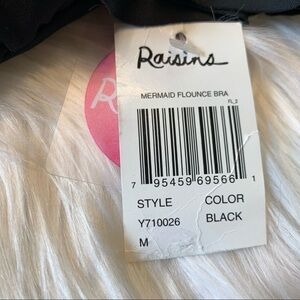 Raisins
R
MERMAID FLOUNCE BRA
FL_2
7 95459 69566 1
STYLE COLOR
Y710026 BLACK
M